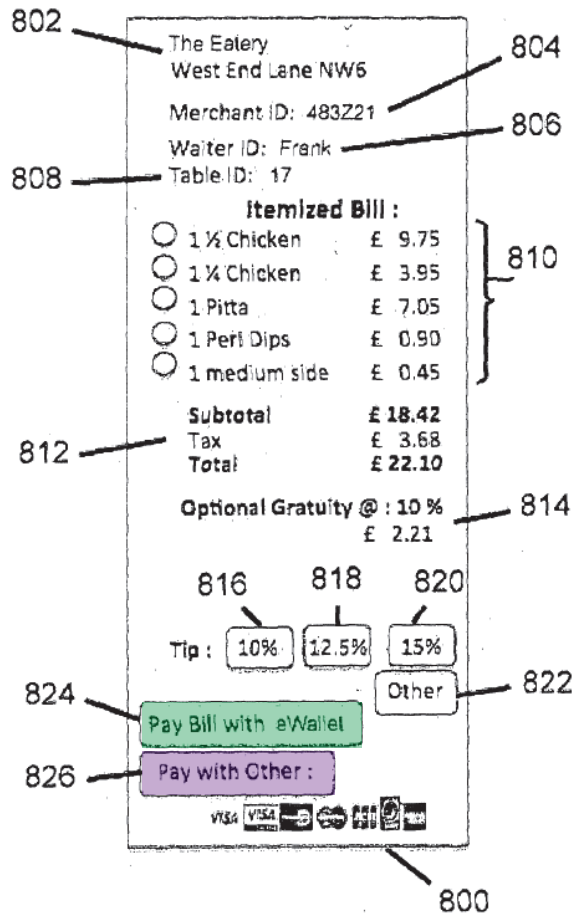 802
The Eatery
West End Lane NW6
804
Merchant ID: 483Z21
806
Waiter ID: Frank
808
Table ID: 17
Itemized Bill :
1 ½ Chicken £ 9.75
810
1 ¼ Chicken £ 3.95
1 Pitta £ 7.05
1 Peri Dips £ 0.90
1 medium side £ 0.45
Subtotal £ 18.42
812
Tax £ 3.68
Total £ 22.10
Optional Gratuity @ : 10 %
814
£ 2.21
816 818 820
Tip : 10% 12.5% 15%
Other
822
824
Pay Bill with eWallet
826
Pay with Other :
VISA VISA
800